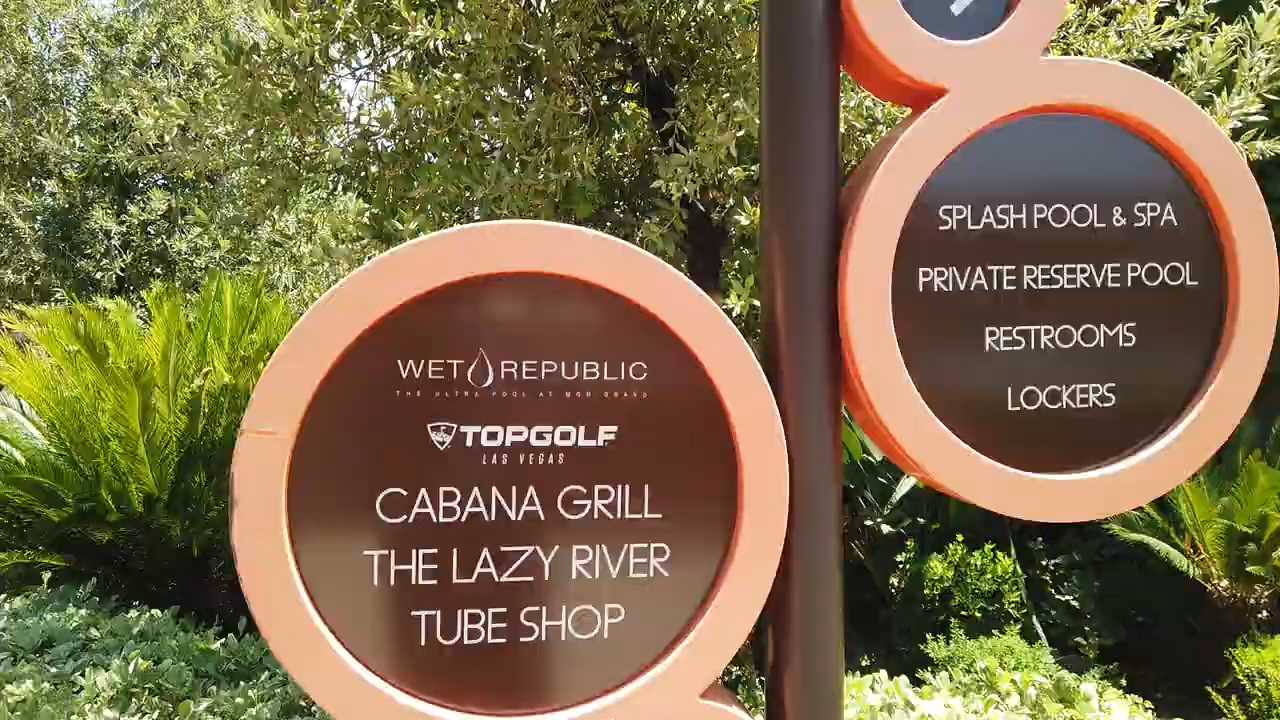 WET REPUBLIC
THE ULTRA POOL AT MGM GRAND
TOPGOLF
LAS VEGAS
CABANA GRILL
THE LAZY RIVER
TUBE SHOP
SPLASH POOL & SPA
PRIVATE RESERVE POOL
RESTROOMS
LOCKERS